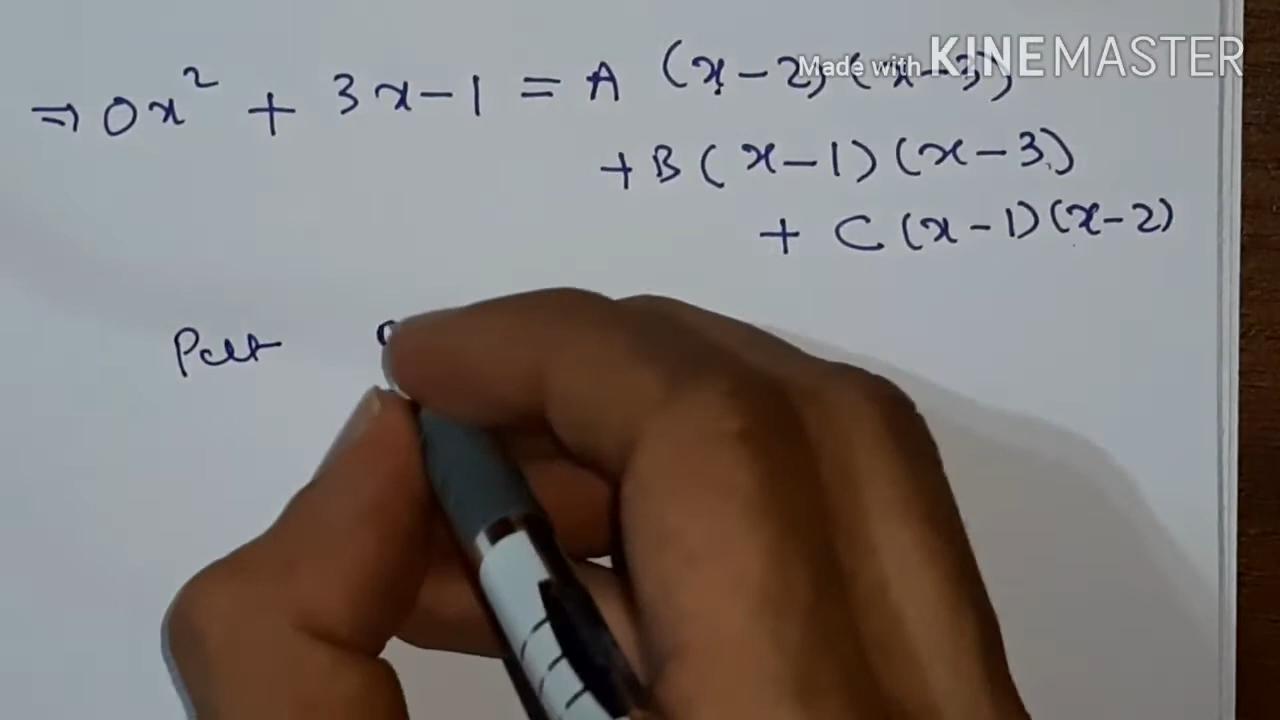 Made with KINEMASTER
⇒ 0x² + 3x-1 = A (x-2)(x-3)
+B(x-1)(x-3)
+ C(x-1)(x-2)
Put